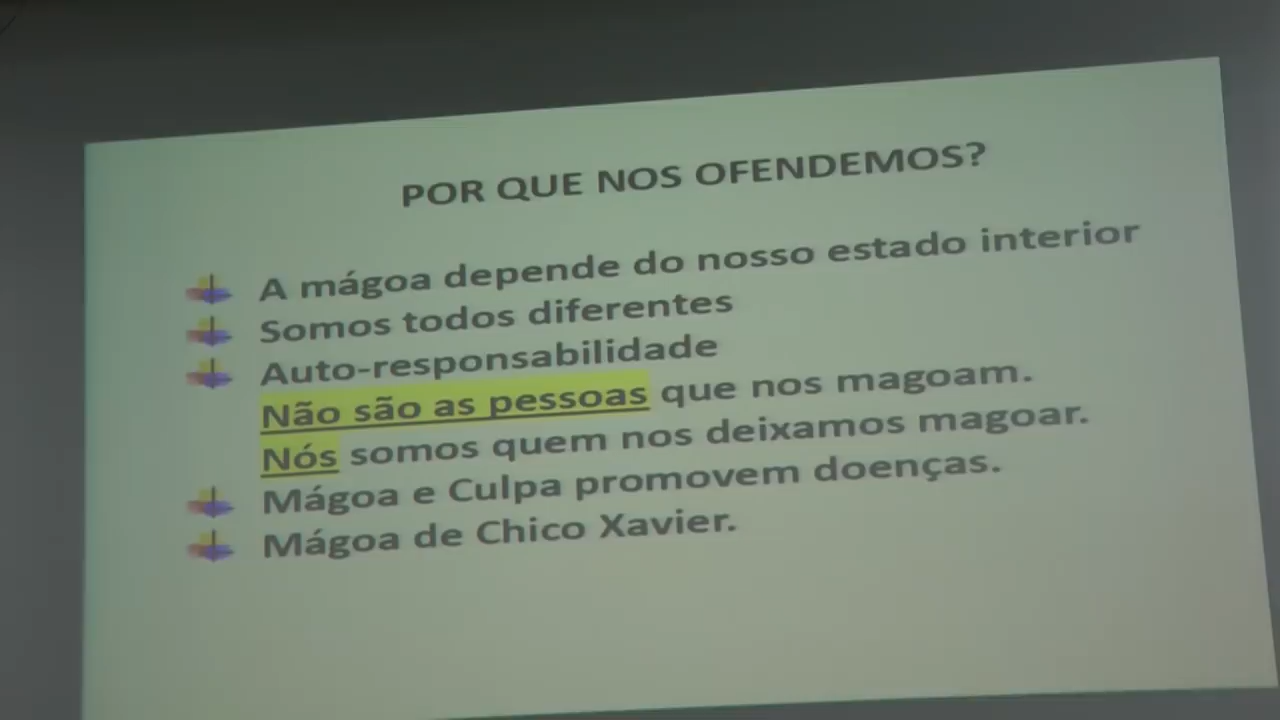 POR QUE NOS OFENDEMOS?
A mágoa depende do nosso estado interior
Somos todos diferentes
Auto-responsabilidade
Não são as pessoas que nos magoam.
Nós somos quem nos deixamos magoar.
Mágoa e Culpa promovem doenças.
Mágoa de Chico Xavier.